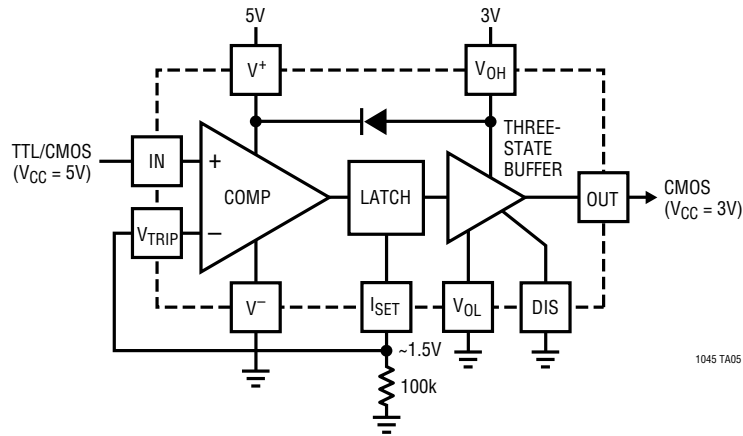 5V
3V
V+
VOH
THREE-
STATE
BUFFER
TTL/CMOS
(VCC = 5V)
IN
+
COMP
LATCH
OUT
CMOS
(VCC = 3V)
VTRIP
–
V–
ISET
VOL
DIS
~1.5V
100k
1045 TA05